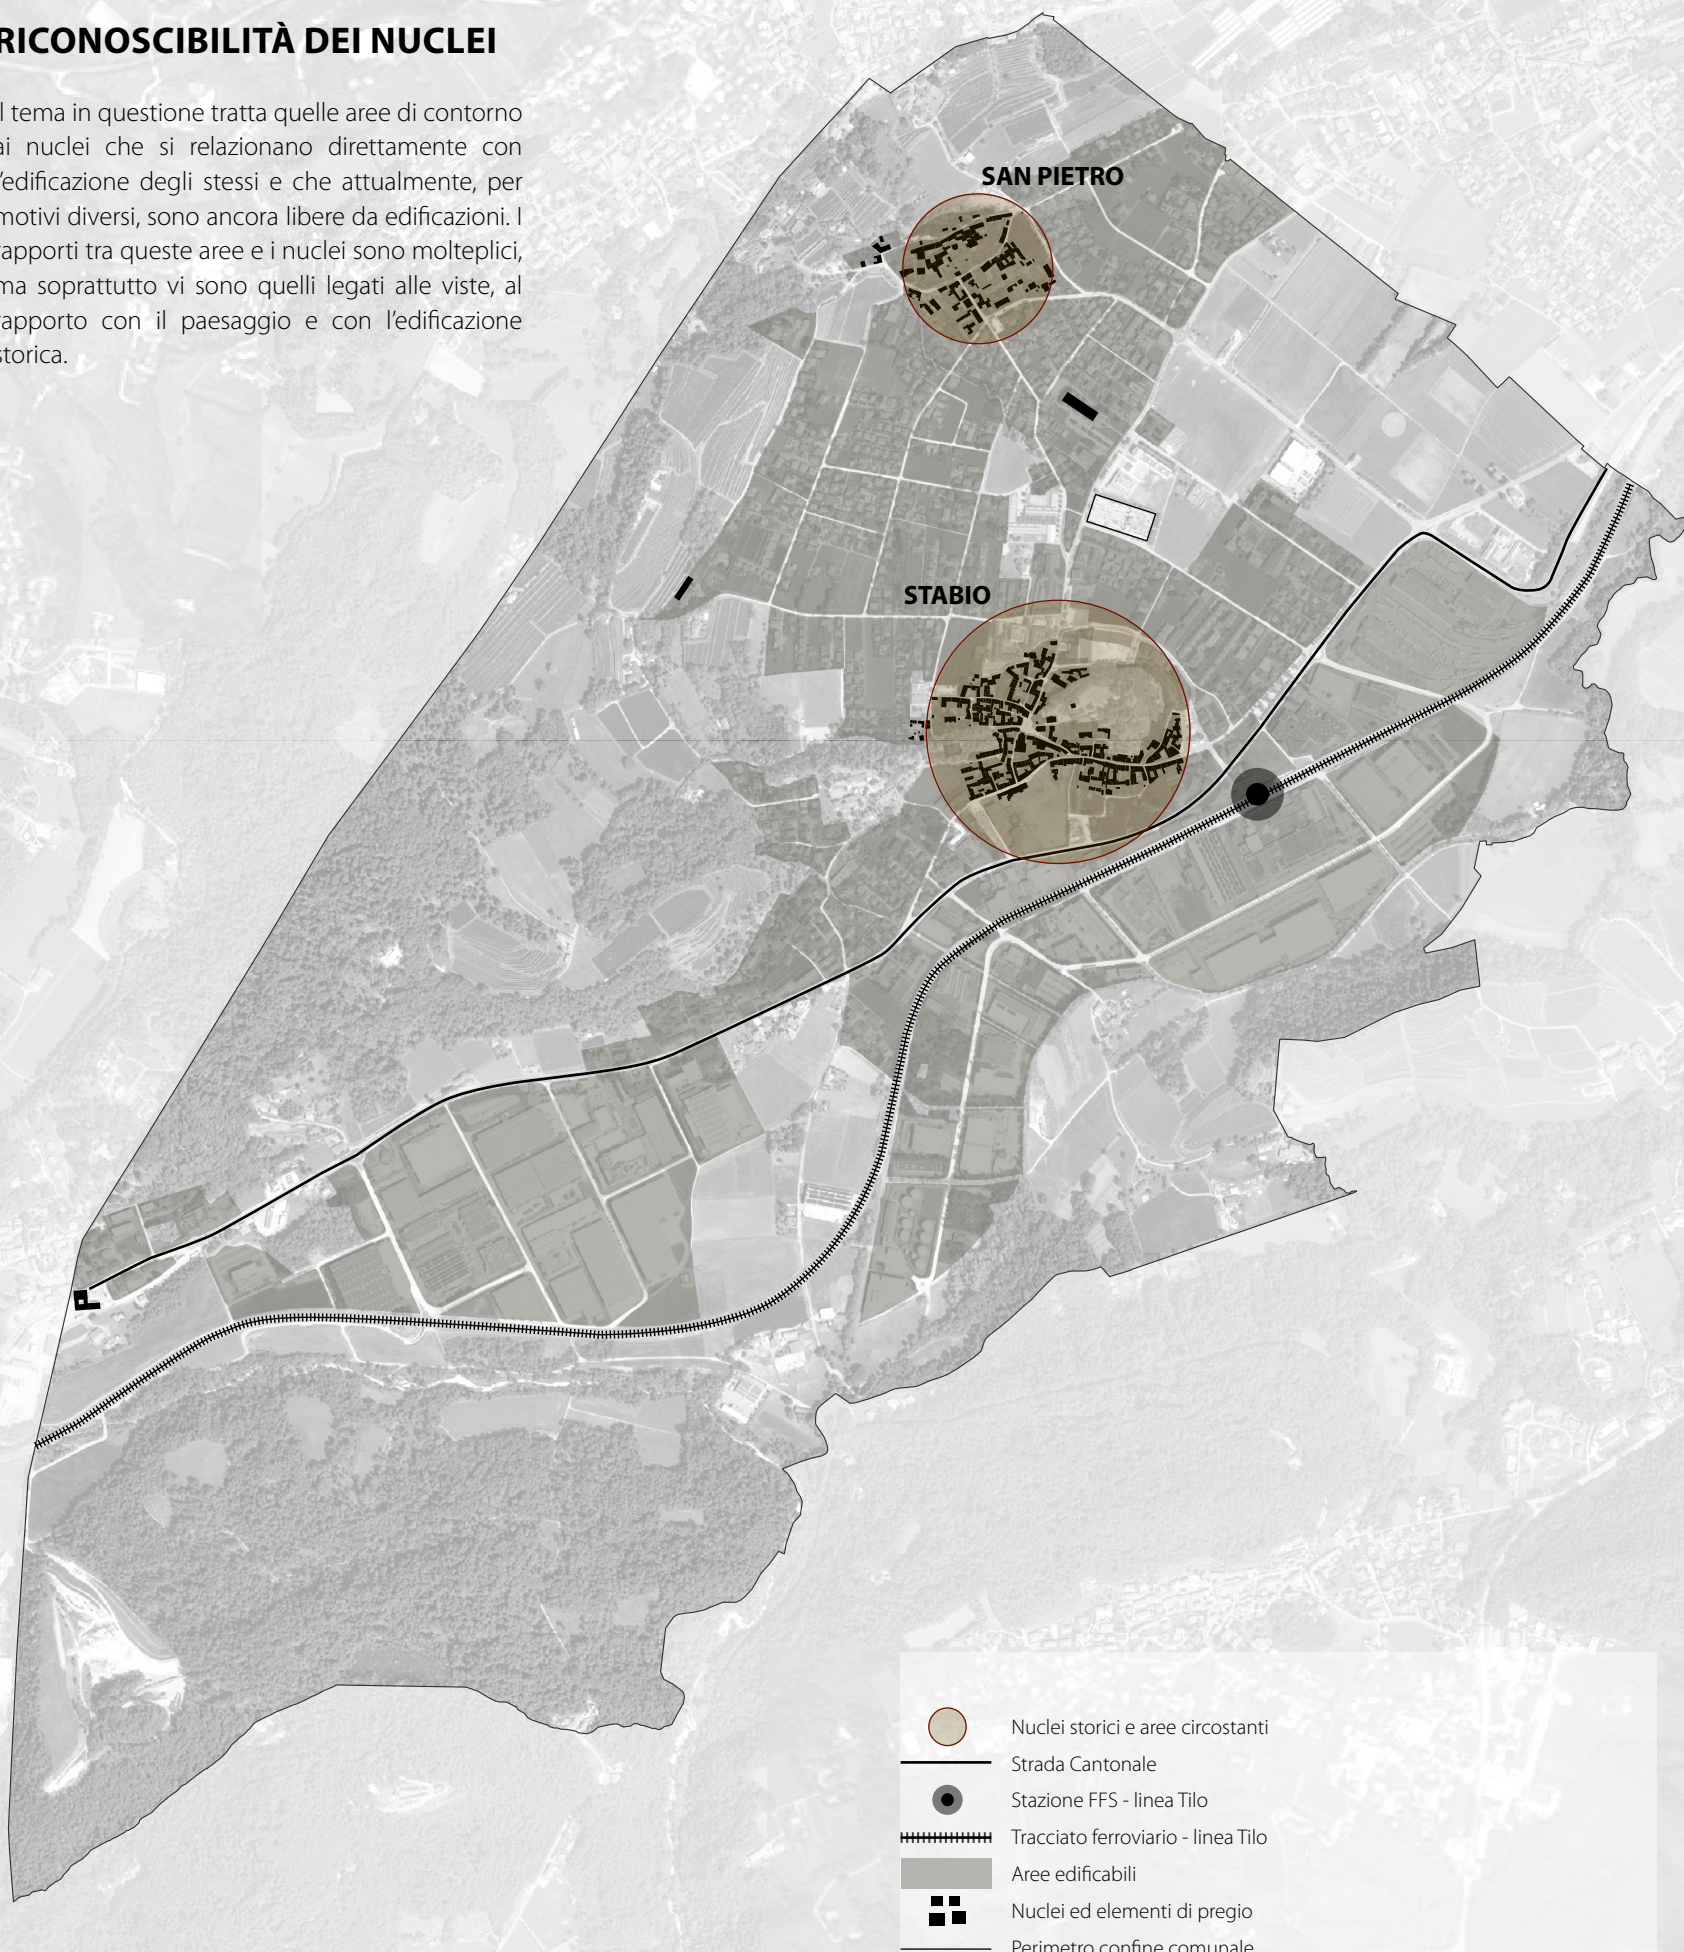 RICONOSCIBILITÀ DEI NUCLEI
l tema in questione tratta quelle aree di contorno
ai nuclei che si relazionano direttamente con
l'edificazione degli stessi e che attualmente, per
motivi diversi, sono ancora libere da edificazioni. I
rapporti tra queste aree e i nuclei sono molteplici,
ma soprattutto vi sono quelli legati alle viste, al
rapporto con il paesaggio e con l'edificazione
storica.
SAN PIETRO
STABIO
Nuclei storici e aree circostanti
Strada Cantonale
Stazione FFS - linea Tilo
Tracciato ferroviario - linea Tilo
Aree edificabili
Nuclei ed elementi di pregio
Perimetro confine comunale